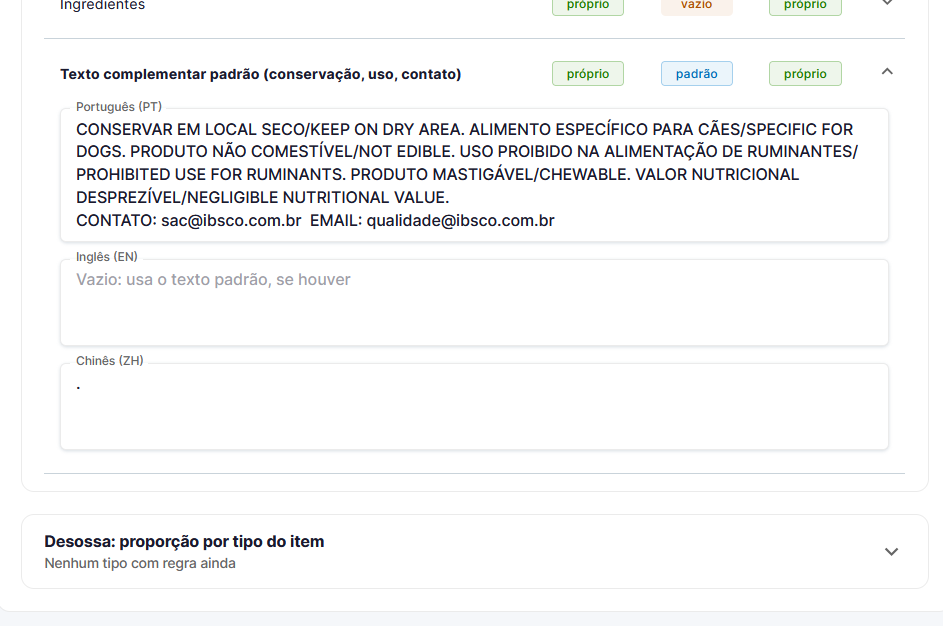 Ingredientes próprio vazio próprio
Texto complementar padrão (conservação, uso, contato) próprio padrão próprio
Português (PT)
CONSERVAR EM LOCAL SECO/KEEP ON DRY AREA. ALIMENTO ESPECÍFICO PARA CÃES/SPECIFIC FOR
DOGS. PRODUTO NÃO COMESTÍVEL/NOT EDIBLE. USO PROIBIDO NA ALIMENTAÇÃO DE RUMINANTES/
PROHIBITED USE FOR RUMINANTS. PRODUTO MASTIGÁVEL/CHEWABLE. VALOR NUTRICIONAL
DESPREZÍVEL/NEGLIGIBLE NUTRITIONAL VALUE.
CONTATO: sac@ibsco.com.br  EMAIL: qualidade@ibsco.com.br
Inglês (EN)
Vazio: usa o texto padrão, se houver
Chinês (ZH)
.
Desossa: proporção por tipo do item
Nenhum tipo com regra ainda